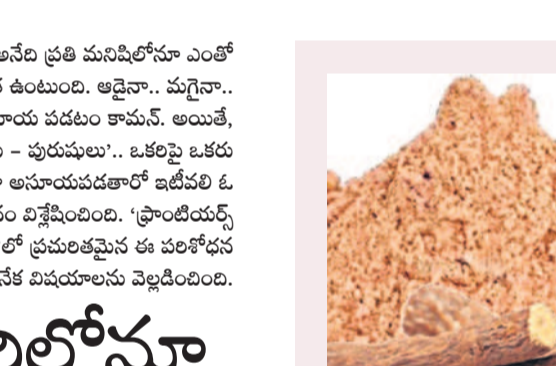 అనేది ప్రతి మనిషిలోనూ ఎంతో
ఉంటుంది. ఆడైనా.. మగైనా..
పడటం కామన్. అయితే,
– పురుషులు’.. ఒకరిపై ఒకరు
అసూయపడతారో ఇటీవలి ఓ
విశ్లేషించింది. ‘ఫ్రాంటియర్స్
లో ప్రచురితమైన ఈ పరిశోధన
విషయాలను వెల్లడించింది.